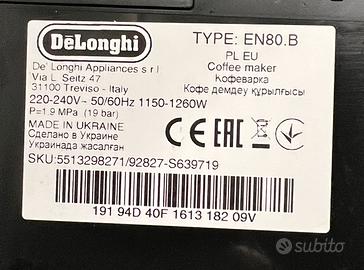 DeLonghi
TYPE: EN80.B
De' Longhi Appliances s r l
Via L. Seitz 47
31100 Treviso - Italy
PL EU
Coffee maker
Кофеварка
Кофе демдеу құрылғысы
220-240V~ 50/60Hz 1150-1260W
P=1.9 MPa (19 bar)
MADE IN UKRAINE
Сделано в Украине
Украинада жасалған
CE EAC
SKU:5513298271/92827-S639719
191 94D 40F 1613 182 09V
subito